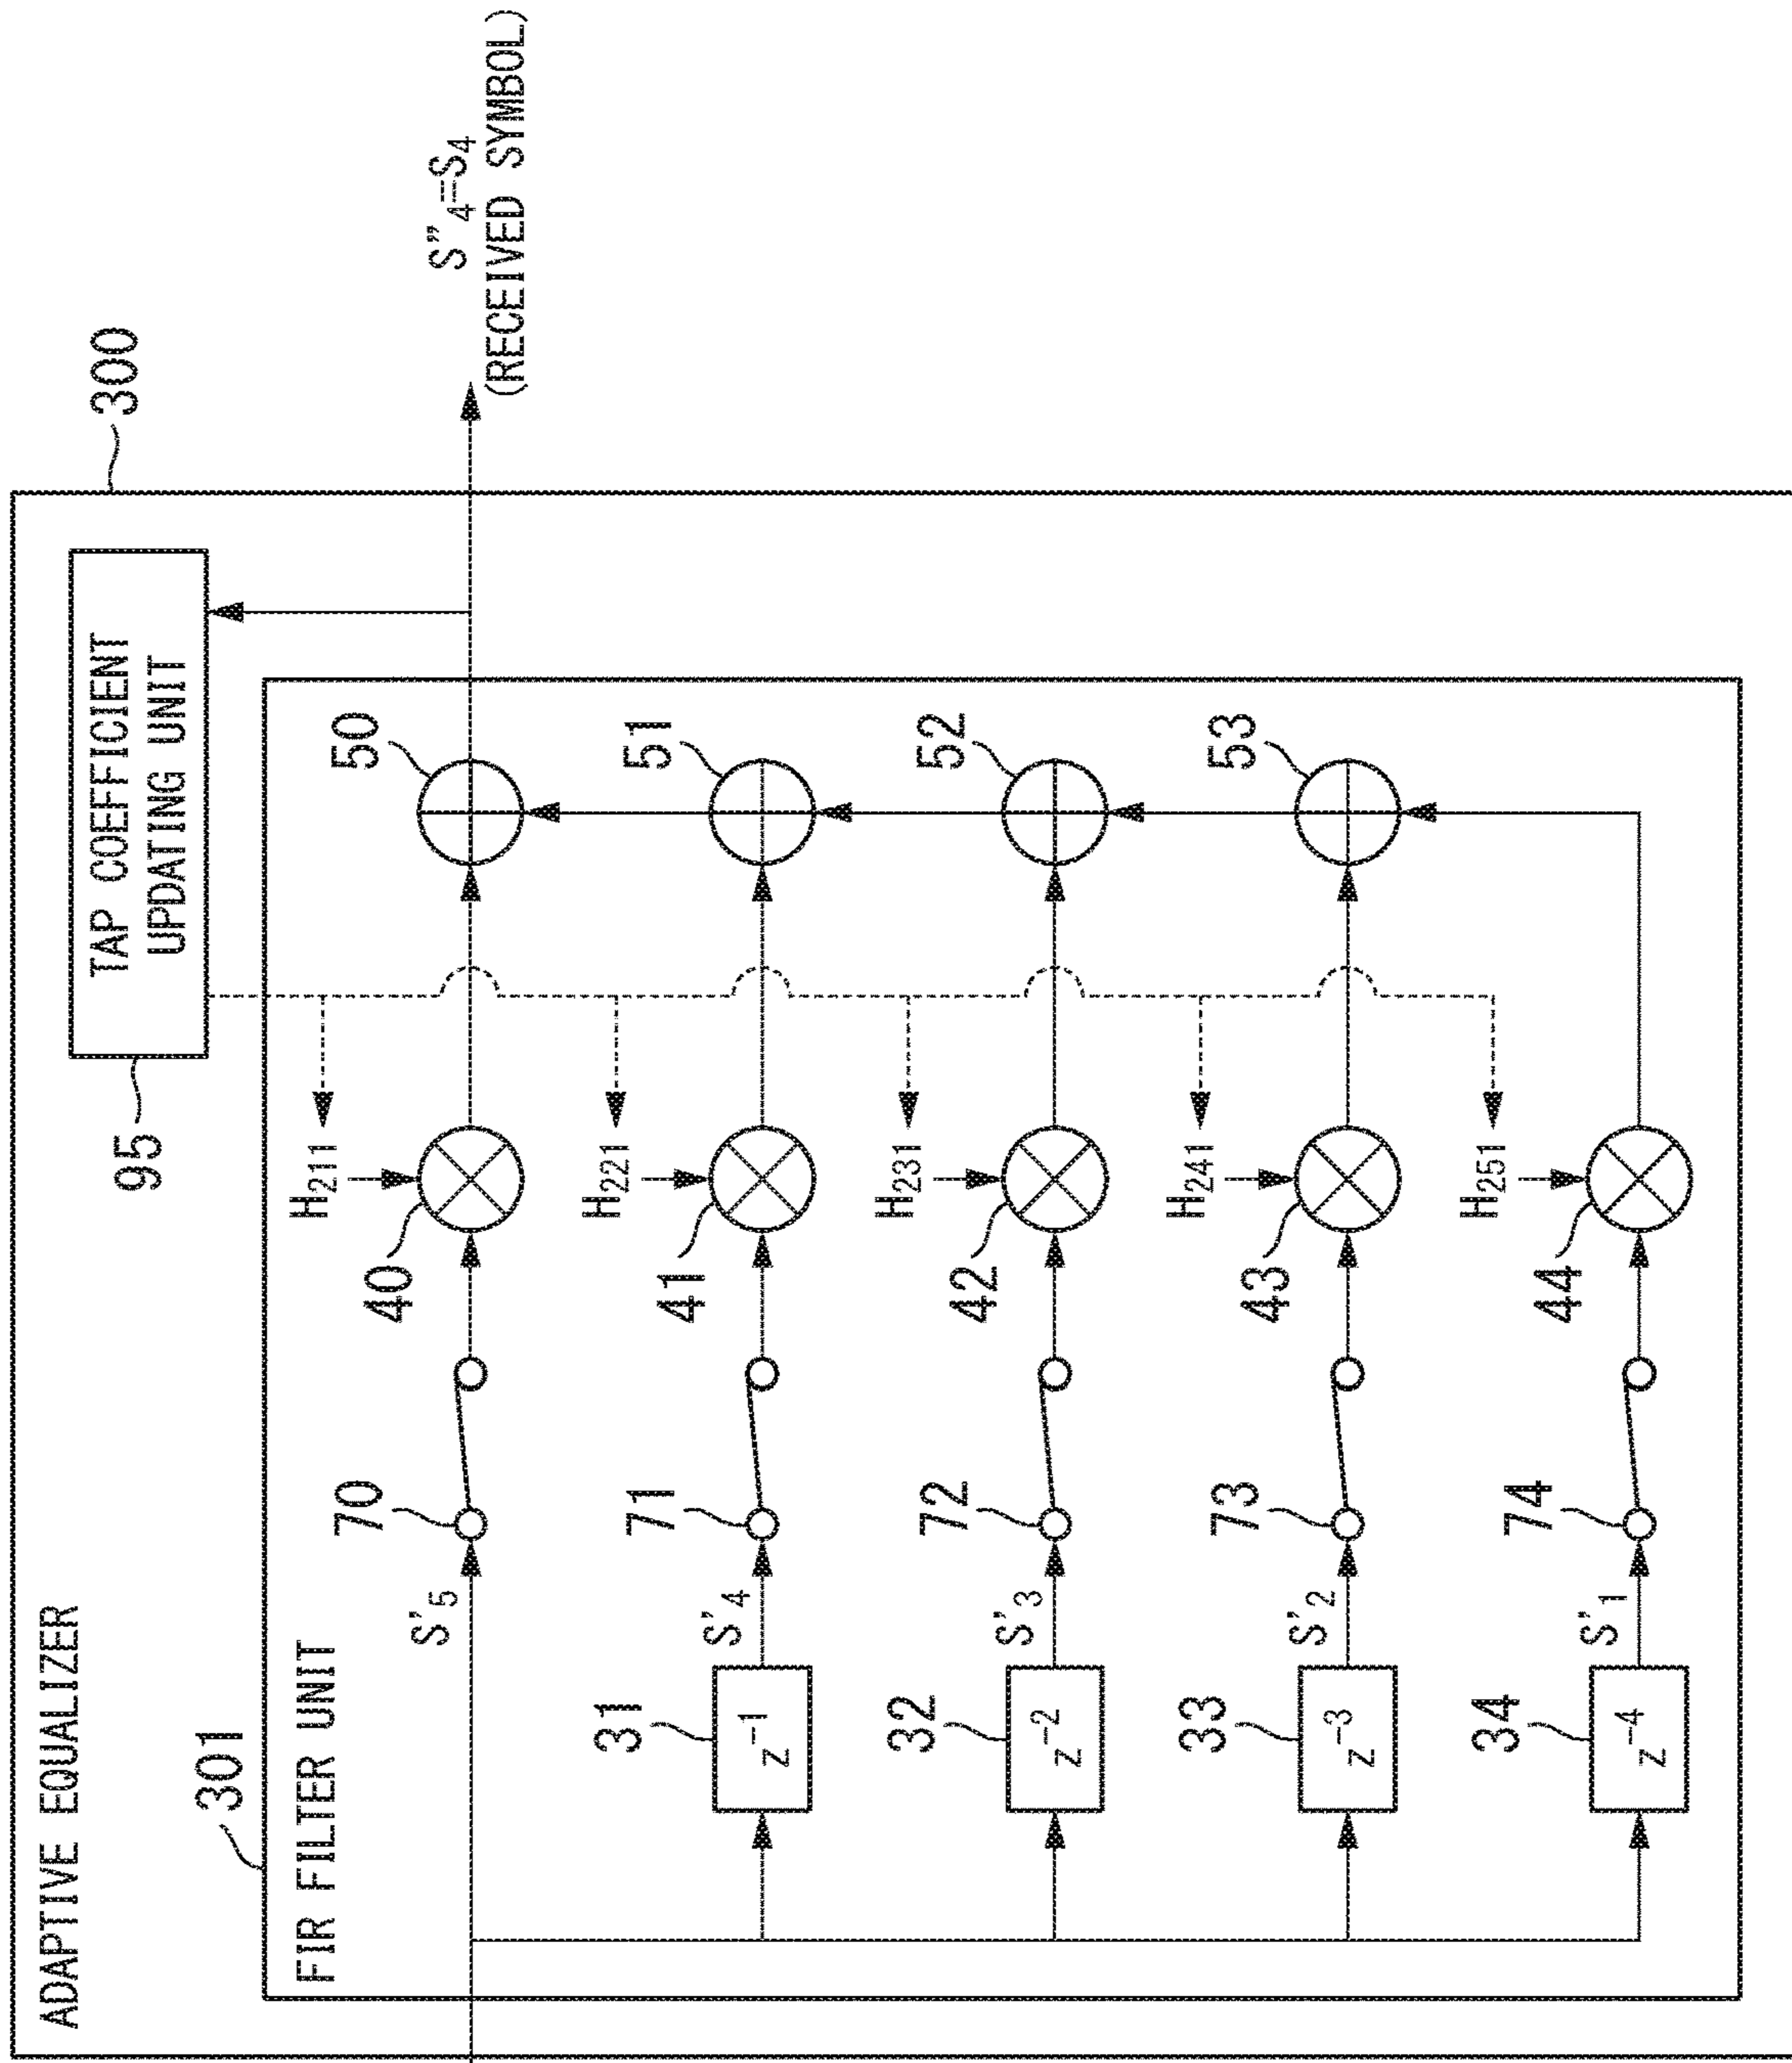 ADAPTIVE EQUALIZER
300
TAP COEFFICIENT
UPDATING UNIT
95
301
FIR FILTER UNIT
S"4=S4
(RECEIVED SYMBOL)
S'5
70
40
H211
50
31
z-1
S'4
71
41
H221
51
32
z-2
S'3
72
42
H231
52
33
z-3
S'2
73
43
H241
53
34
z-4
S'1
74
44
H251